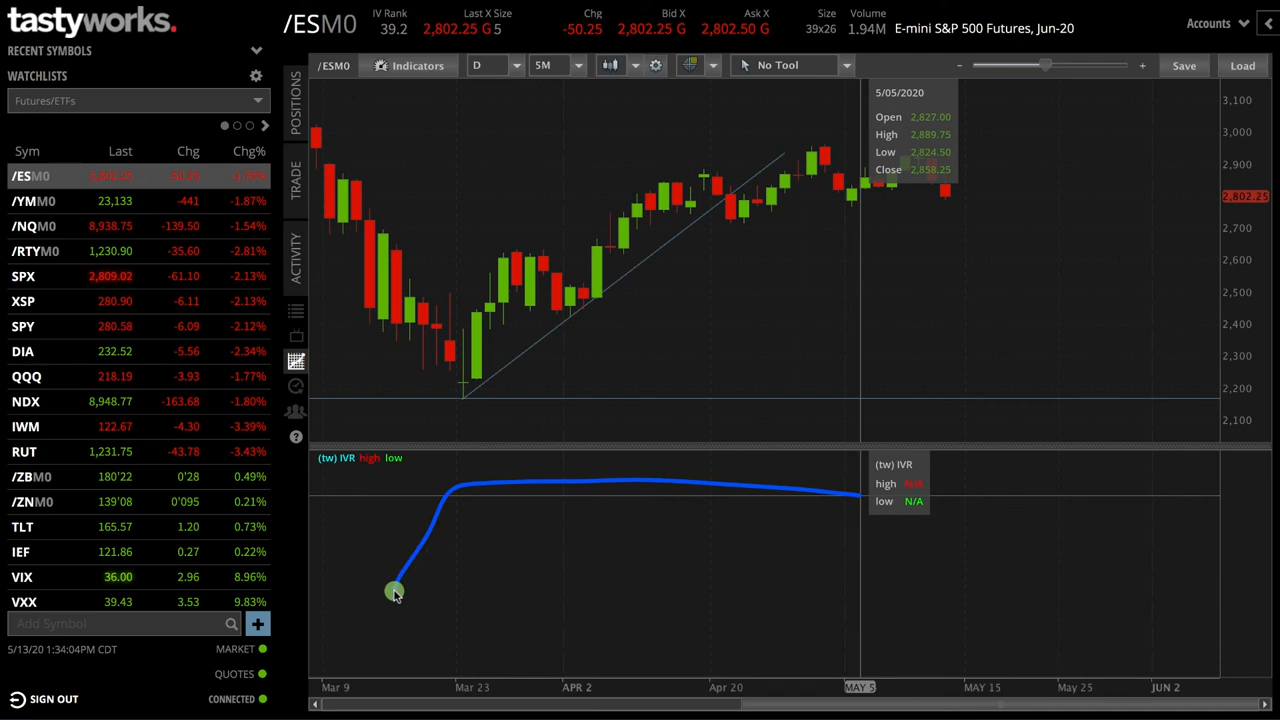 tastyworks.
/ESM0
IV Rank
39.2
Last X Size
2,802.25 G 5
Chg
-50.25
Bid X
2,802.25 G
Ask X
2,802.50 G
Size
39x26
Volume
1.94M
E-mini S&P 500 Futures, Jun-20
Accounts
RECENT SYMBOLS
WATCHLISTS
Futures/ETFs
Sym Last Chg Chg%
/ESM0 2,802.25 -50.25
/YMM0 23,133 -441 -1.87%
/NQM0 8,938.75 -139.50 -1.54%
/RTYM0 1,230.90 -35.60 -2.81%
SPX 2,809.02 -61.10 -2.13%
XSP 280.90 -6.11 -2.13%
SPY 280.58 -6.09 -2.12%
DIA 232.52 -5.56 -2.34%
QQQ 218.19 -3.93 -1.77%
NDX 8,948.77 -163.68 -1.80%
IWM 122.67 -4.30 -3.39%
RUT 1,231.75 -43.78 -3.43%
/ZBM0 180'22 0'28 0.49%
/ZNM0 139'08 0'095 0.21%
TLT 165.57 1.20 0.73%
IEF 121.86 0.27 0.22%
VIX 36.00 2.96 8.96%
VXX 39.43 3.53 9.83%
Add Symbol
5/13/20 1:34:04PM CDT
MARKET
QUOTES
SIGN OUT
CONNECTED
POSITIONS
TRADE
ACTIVITY
?
/ESM0
Indicators
D
5M
No Tool
- +
Save
Load
5/05/2020
Open 2,827.00
High 2,889.75
Low 2,824.50
Close 2,858.25
3,100
3,000
2,900
2,802.25
2,700
2,600
2,500
2,400
2,300
2,200
2,100
(tw) IVR high low
(tw) IVR
high N/A
low N/A
Mar 9
Mar 23
APR 2
Apr 20
MAY 5
MAY 15
May 25
JUN 2